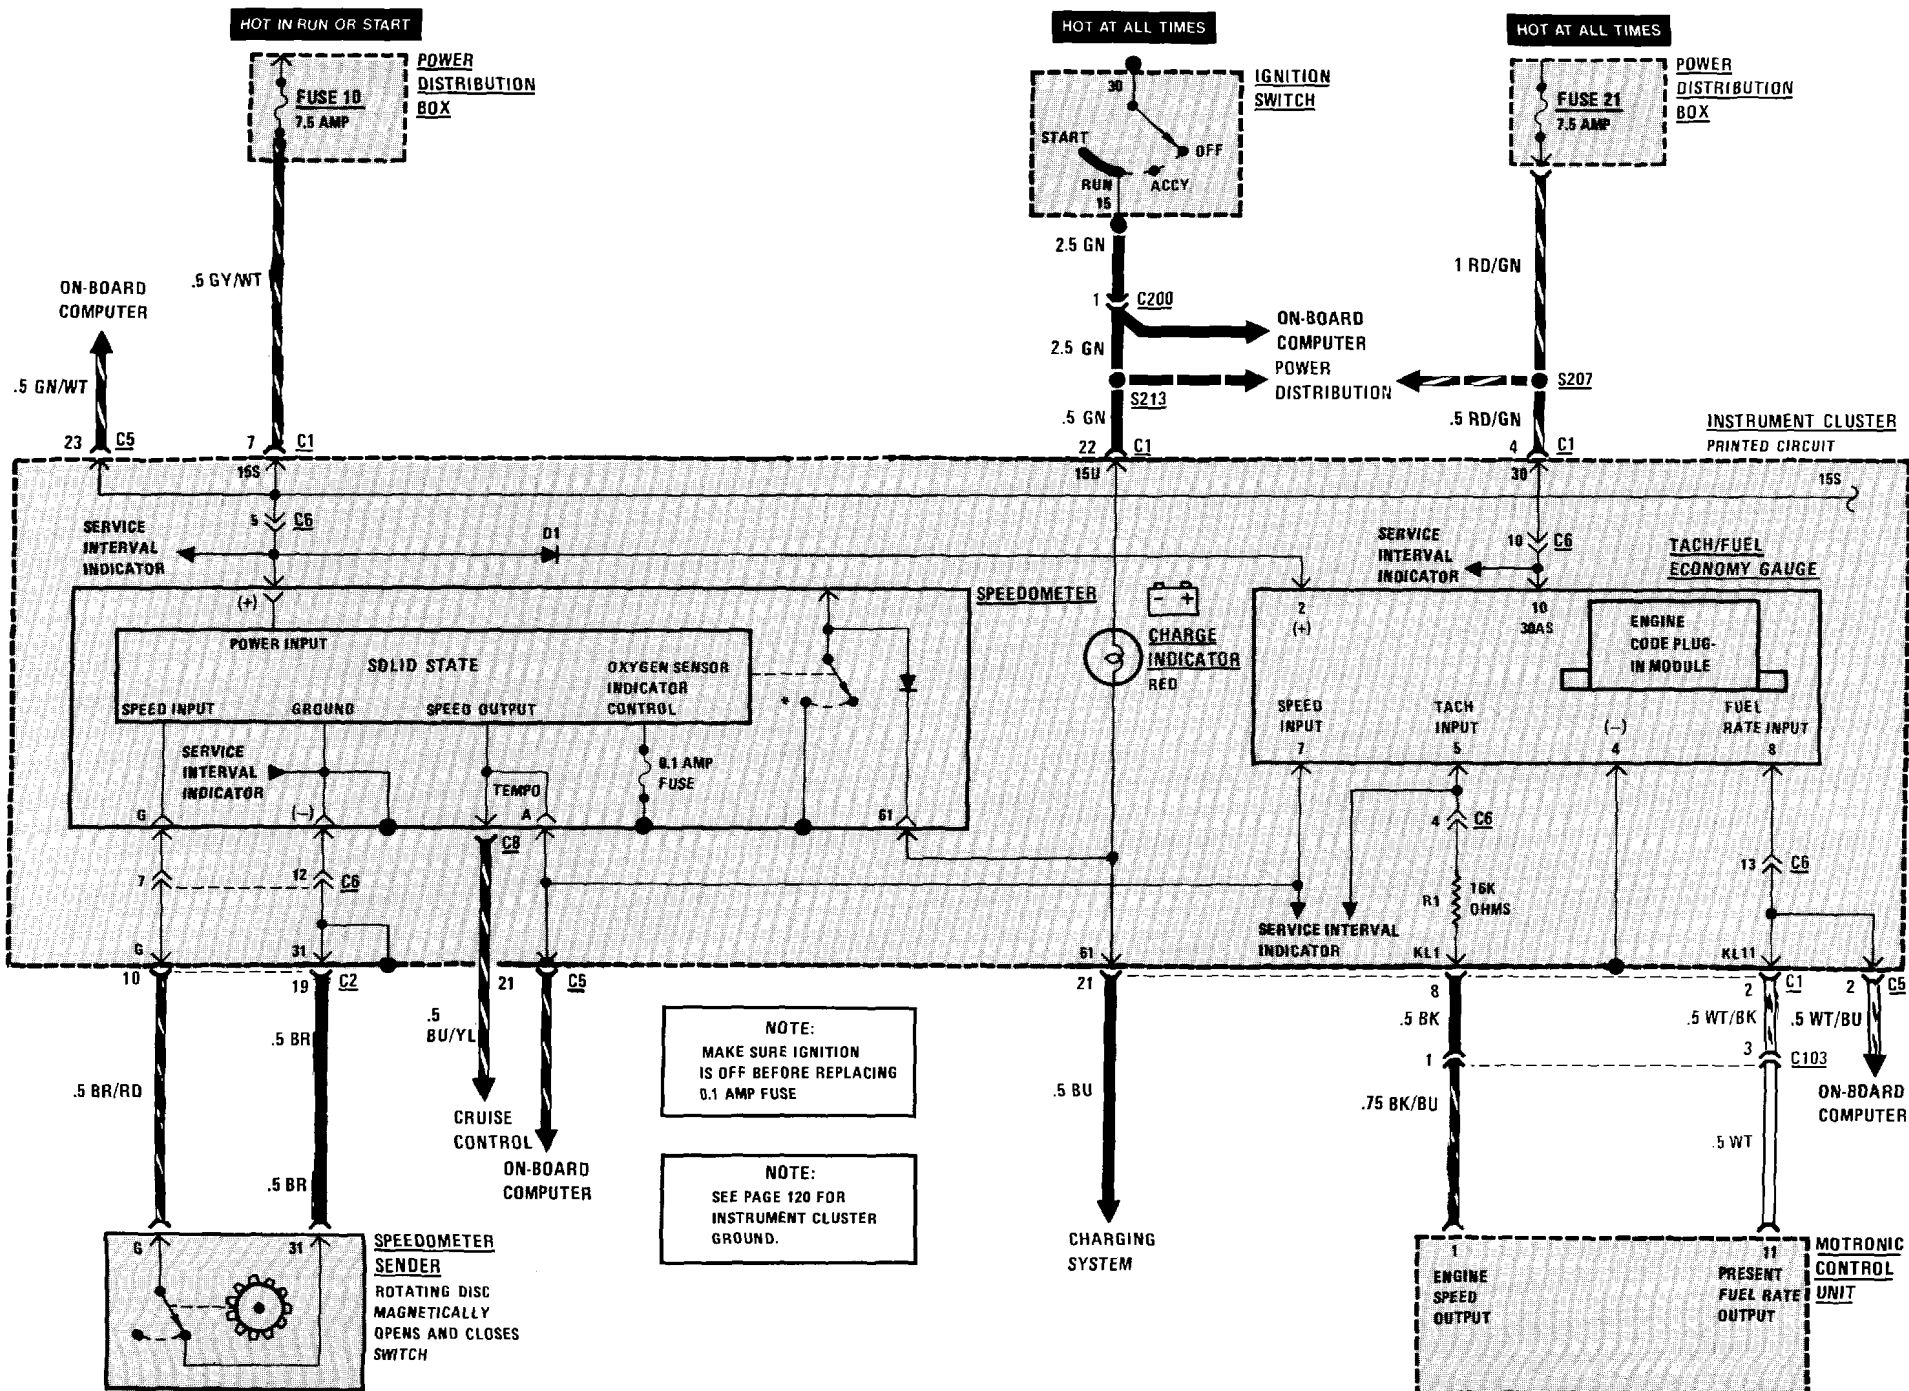 HOT IN RUN OR START
HOT AT ALL TIMES
HOT AT ALL TIMES
POWER
DISTRIBUTION
BOX
FUSE 10
7.5 AMP
30
IGNITION
SWITCH
START
OFF
RUN
ACCY
15
POWER
DISTRIBUTION
BOX
FUSE 21
7.5 AMP
2.5 GN
1 C200
2.5 GN
ON-BOARD
COMPUTER
POWER
DISTRIBUTION
S213
.5 GN
1 RD/GN
S207
.5 RD/GN
.5 GY/WT
ON-BOARD
COMPUTER
.5 GN/WT
23 C5
7 C1
22 C1
4 C1
INSTRUMENT CLUSTER
PRINTED CIRCUIT
15S
15U
30
15S
5 C6
SERVICE
INTERVAL
INDICATOR
D1
SERVICE
INTERVAL
INDICATOR
10 C6
TACH/FUEL
ECONOMY GAUGE
(+)
SPEEDOMETER
POWER INPUT
SOLID STATE
OXYGEN SENSOR
INDICATOR
CONTROL
SPEED INPUT
GROUND
SPEED OUTPUT
*
SERVICE
INTERVAL
INDICATOR
0.1 AMP
FUSE
TEMPO
G
(−)
A
61
CHARGE
INDICATOR
RED
− +
2
(+)
10
30AS
ENGINE
CODE PLUG-
IN MODULE
SPEED
INPUT
7
TACH
INPUT
5
(−)
4
FUEL
RATE INPUT
8
C8
7
12 C6
4 C6
13 C6
R1
16K
OHMS
SERVICE INTERVAL
INDICATOR
G
31
61
KL1
KL11
10
19 C2
21 C5
21
8
2 C1
2 C5
.5 BR/RD
.5 BR
.5 BR
.5
BU/YL
CRUISE
CONTROL
ON-BOARD
COMPUTER
NOTE:
MAKE SURE IGNITION
IS OFF BEFORE REPLACING
0.1 AMP FUSE
NOTE:
SEE PAGE 120 FOR
INSTRUMENT CLUSTER
GROUND.
.5 BU
CHARGING
SYSTEM
.5 BK
.5 WT/BK
.5 WT/BU
1
3 C103
.75 BK/BU
.5 WT
ON-BOARD
COMPUTER
G
31
SPEEDOMETER
SENDER
ROTATING DISC
MAGNETICALLY
OPENS AND CLOSES
SWITCH
1
ENGINE
SPEED
OUTPUT
11
PRESENT
FUEL RATE
OUTPUT
MOTRONIC
CONTROL
UNIT